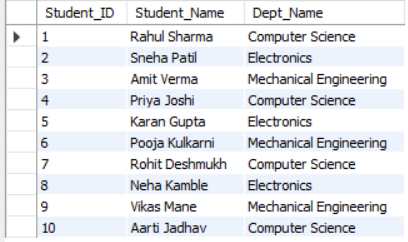 Student_ID Student_Name Dept_Name
1 Rahul Sharma Computer Science
2 Sneha Patil Electronics
3 Amit Verma Mechanical Engineering
4 Priya Joshi Computer Science
5 Karan Gupta Electronics
6 Pooja Kulkarni Mechanical Engineering
7 Rohit Deshmukh Computer Science
8 Neha Kamble Electronics
9 Vikas Mane Mechanical Engineering
10 Aarti Jadhav Computer Science